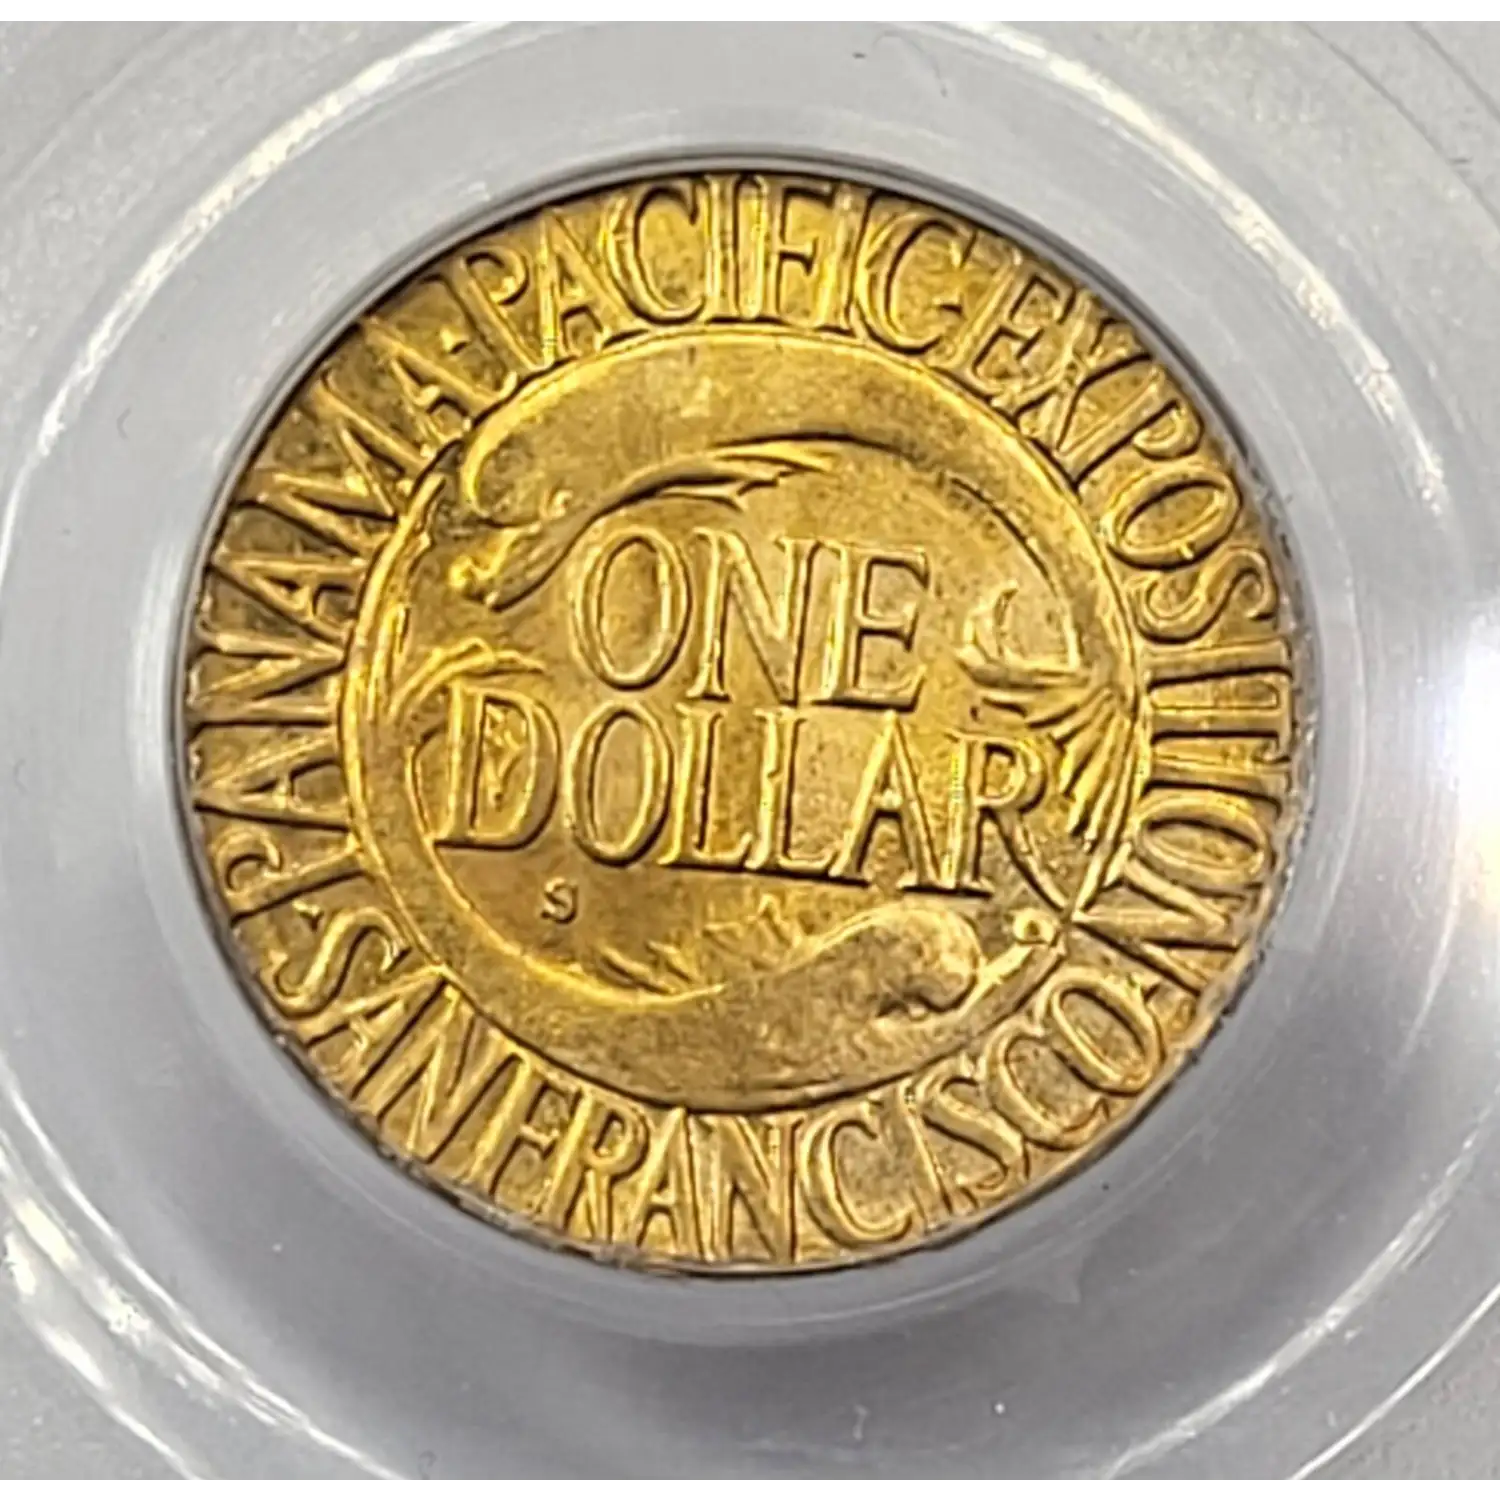 PANAMA-PACIFIC-EXPOSITION
ONE
DOLLAR
S
·SAN FRANCISCO·